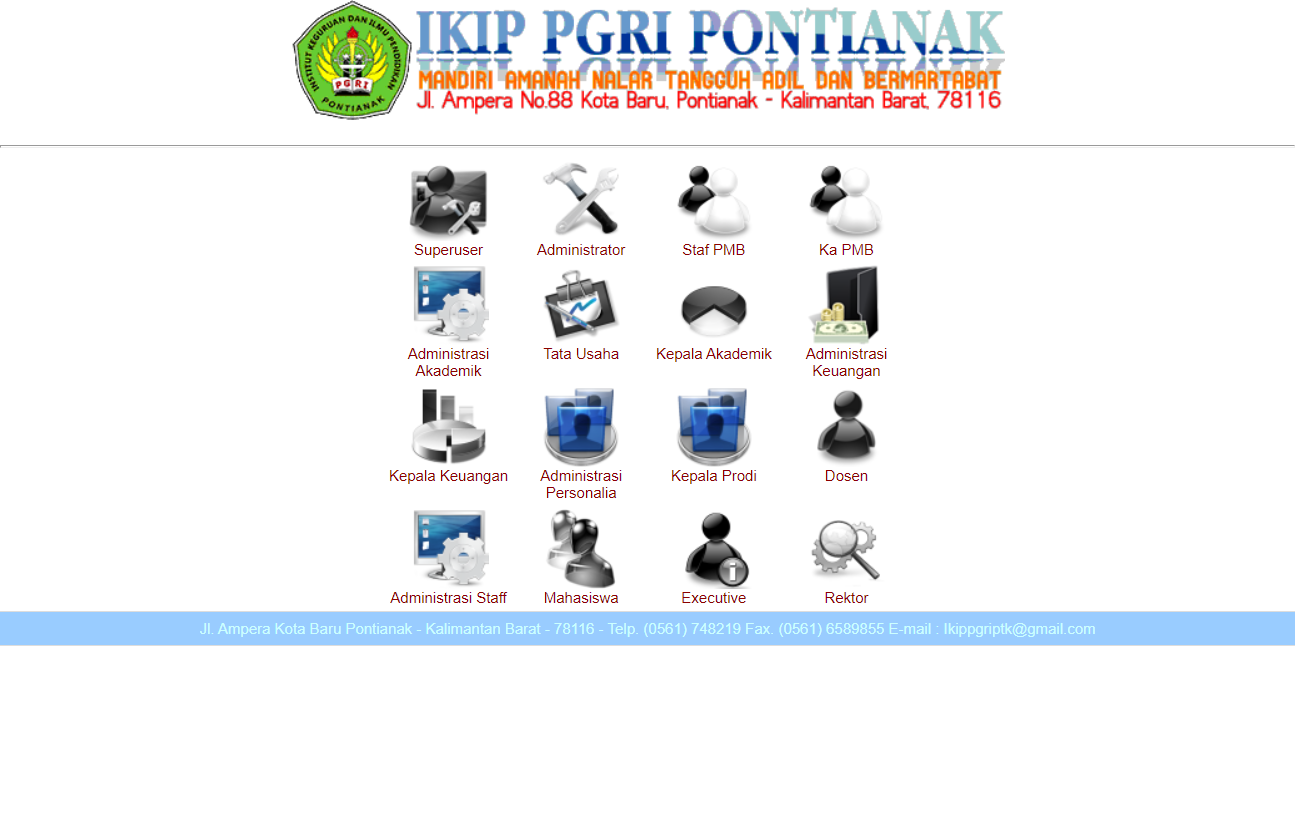 INSTITUT KEGURUAN DAN ILMU PENDIDIKAN
PGRI
PONTIANAK
IKIP PGRI PONTIANAK
MANDIRI AMANAH NALAR TANGGUH ADIL DAN BERMARTABAT
Jl. Ampera No.88 Kota Baru, Pontianak - Kalimantan Barat, 78116
Superuser
Administrator
Staf PMB
Ka PMB
Administrasi
Akademik
Tata Usaha
Kepala Akademik
Administrasi
Keuangan
Kepala Keuangan
Administrasi
Personalia
Kepala Prodi
Dosen
Administrasi Staff
Mahasiswa
Executive
Rektor
Jl. Ampera Kota Baru Pontianak - Kalimantan Barat - 78116 - Telp. (0561) 748219 Fax. (0561) 6589855 E-mail : Ikippgriptk@gmail.com